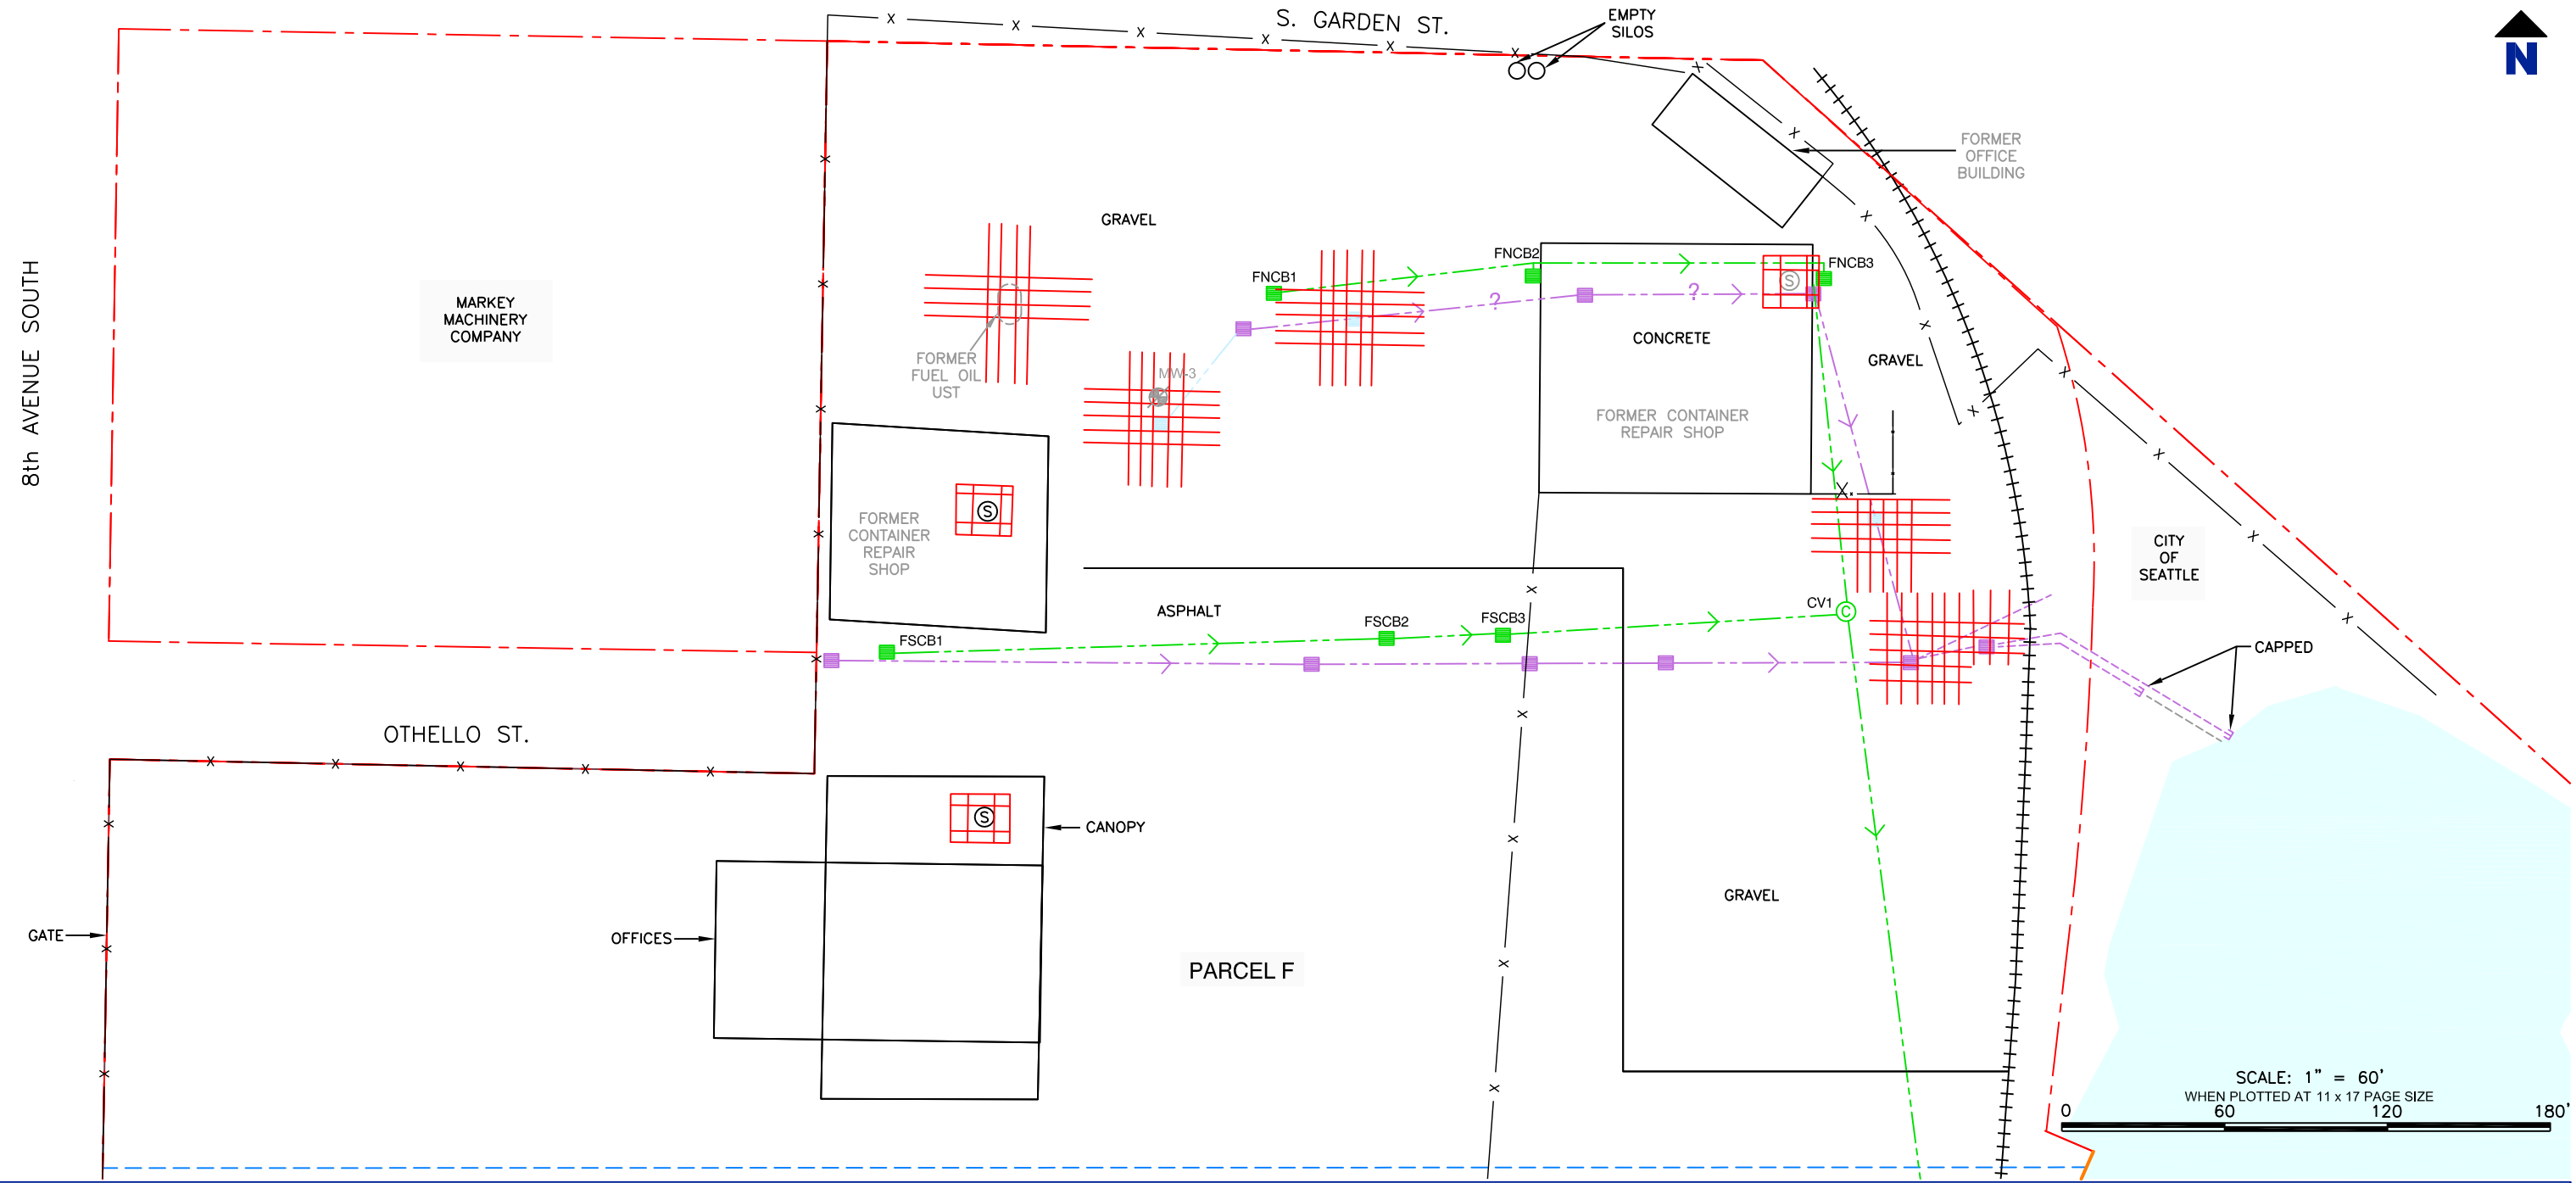 S. GARDEN ST.
EMPTY
SILOS
N
FORMER
OFFICE
BUILDING
GRAVEL
8th AVENUE SOUTH
MARKEY
MACHINERY
COMPANY
FNCB1
FNCB2
FNCB3
S
?
?
CONCRETE
GRAVEL
FORMER
FUEL OIL
UST
MW-3
FORMER CONTAINER
REPAIR SHOP
S
FORMER
CONTAINER
REPAIR
SHOP
CITY
OF
SEATTLE
ASPHALT
CV1
C
FSCB1
FSCB2
FSCB3
CAPPED
OTHELLO ST.
S
CANOPY
GRAVEL
GATE
OFFICES
PARCEL F
SCALE: 1" = 60'
WHEN PLOTTED AT 11 x 17 PAGE SIZE
0 60 120 180'